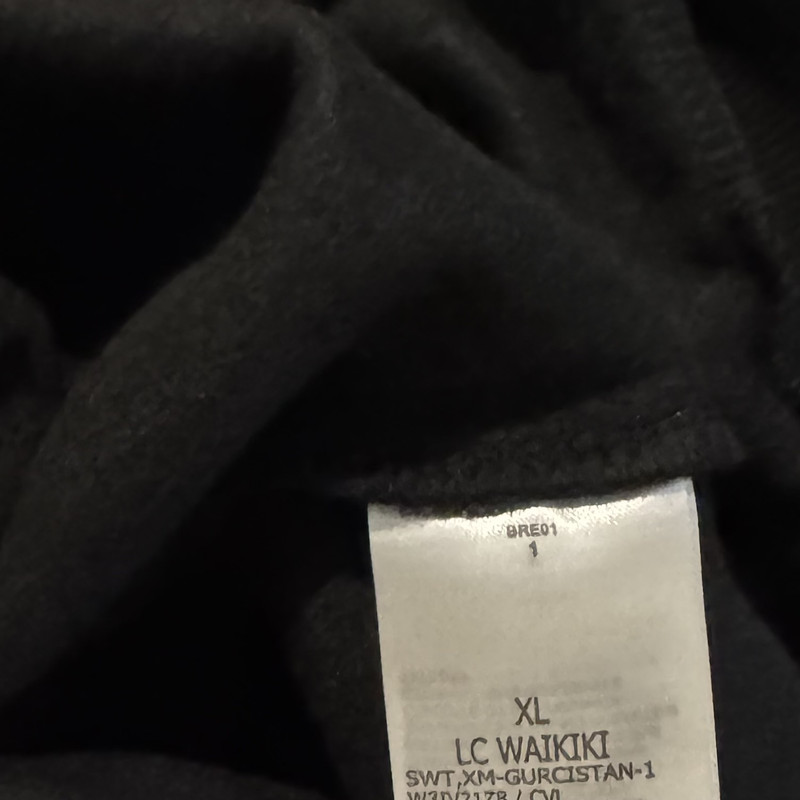 BRE01
1
XL
LC WAIKIKI
SWT,XM-GURCISTAN-1